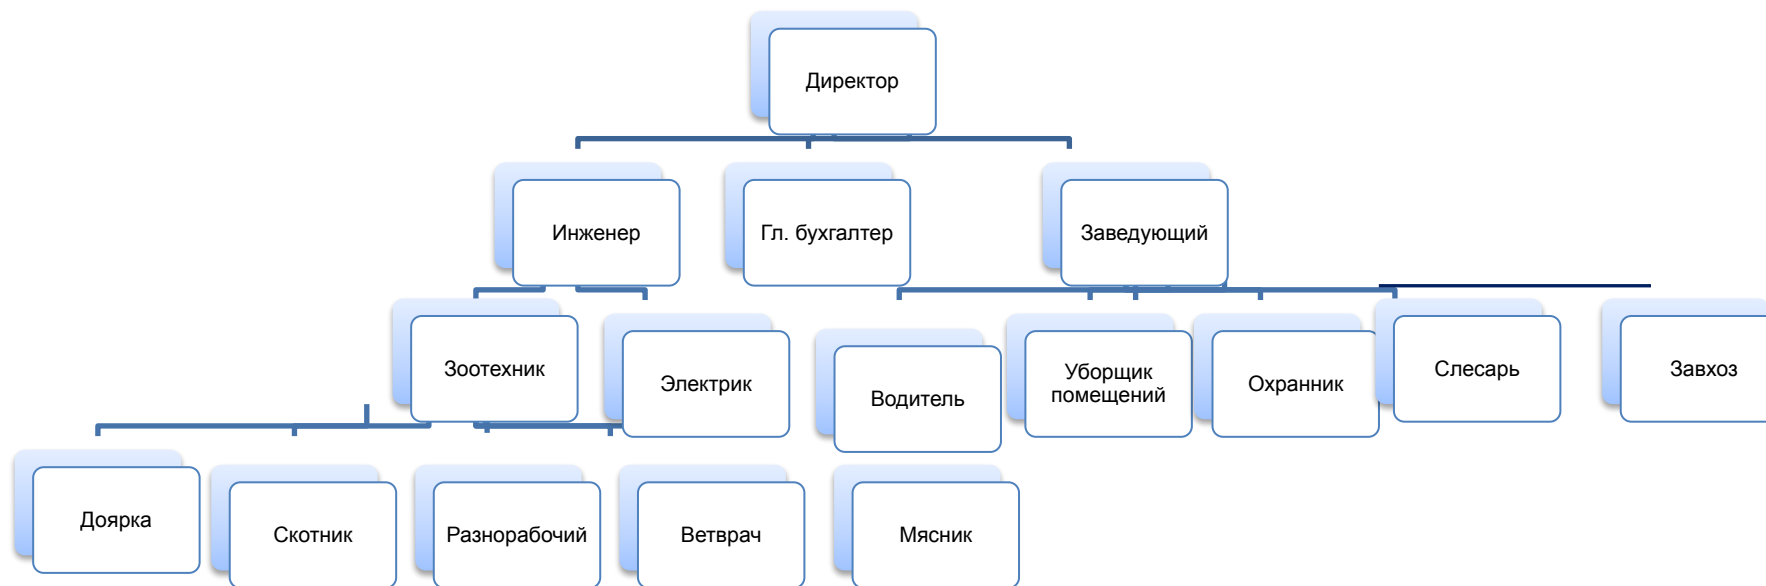 Директор
Инженер
Гл. бухгалтер
Заведующий
Зоотехник
Электрик
Водитель
Уборщик
помещений
Охранник
Слесарь
Завхоз
Доярка
Скотник
Разнорабочий
Ветврач
Мясник